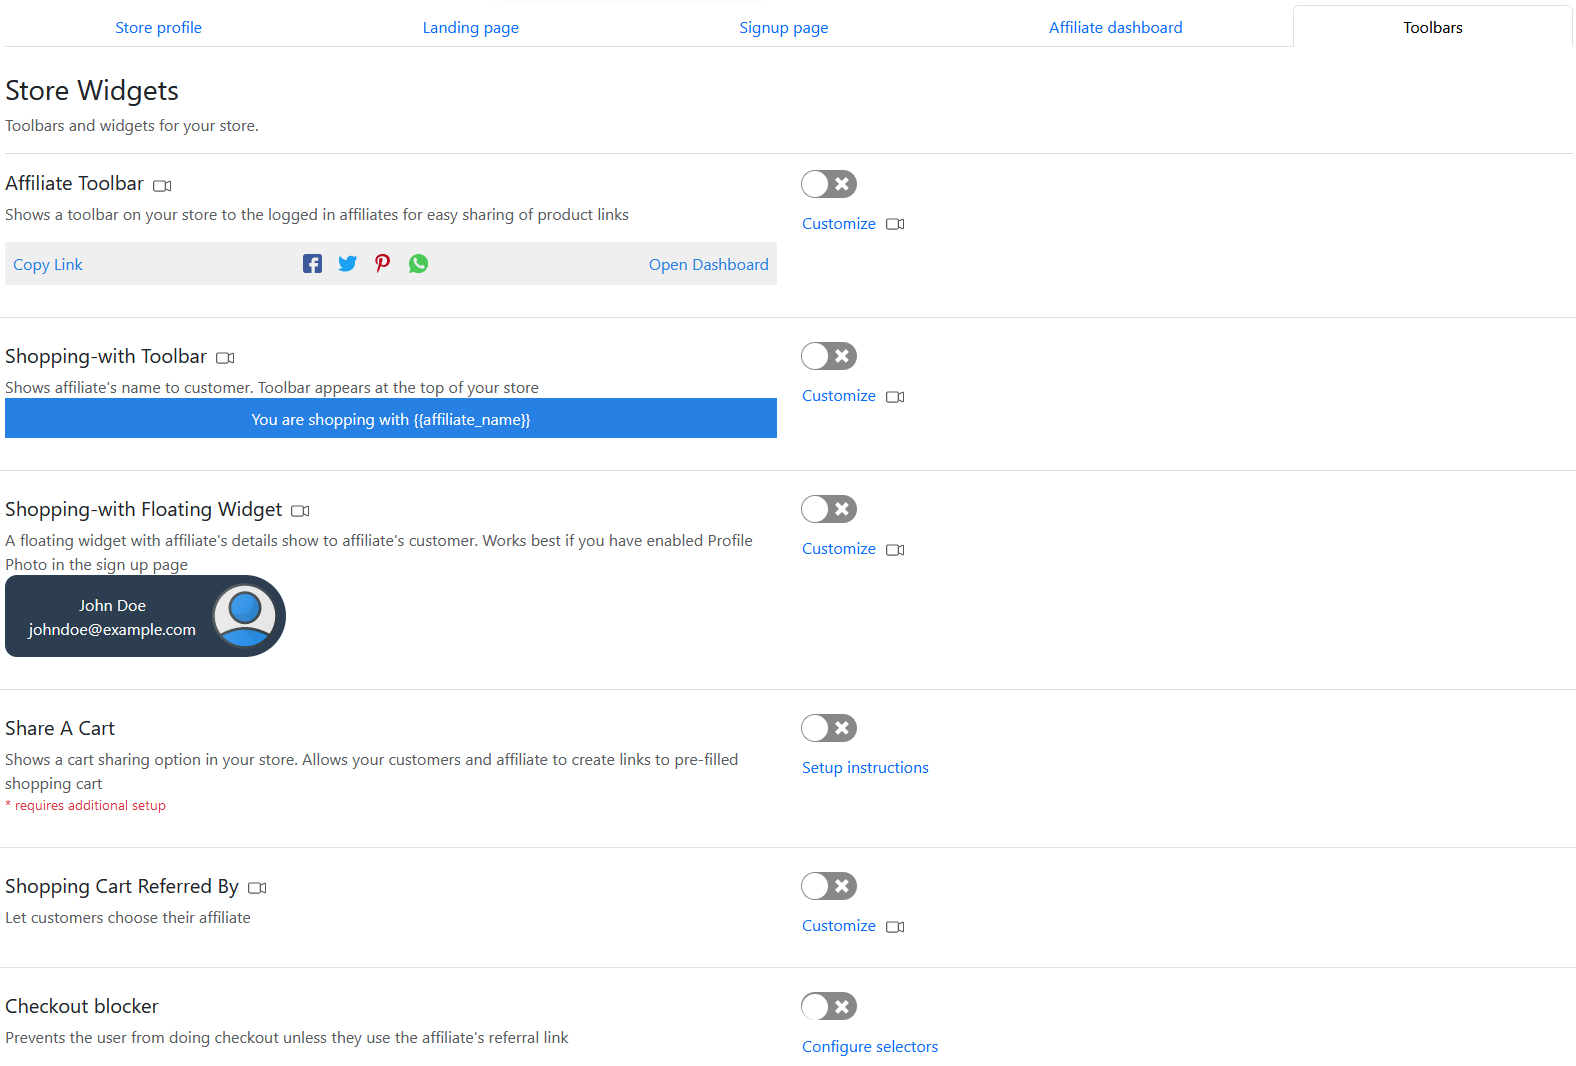 Store profile
Landing page
Signup page
Affiliate dashboard
Toolbars
Store Widgets
Toolbars and widgets for your store.
Affiliate Toolbar
Shows a toolbar on your store to the logged in affiliates for easy sharing of product links
Customize
Copy Link
Open Dashboard
Shopping-with Toolbar
Shows affiliate's name to customer. Toolbar appears at the top of your store
Customize
You are shopping with {{affiliate_name}}
Shopping-with Floating Widget
A floating widget with affiliate's details show to affiliate's customer. Works best if you have enabled Profile
Photo in the sign up page
Customize
John Doe
johndoe@example.com
Share A Cart
Shows a cart sharing option in your store. Allows your customers and affiliate to create links to pre-filled
shopping cart
* requires additional setup
Setup instructions
Shopping Cart Referred By
Let customers choose their affiliate
Customize
Checkout blocker
Prevents the user from doing checkout unless they use the affiliate's referral link
Configure selectors